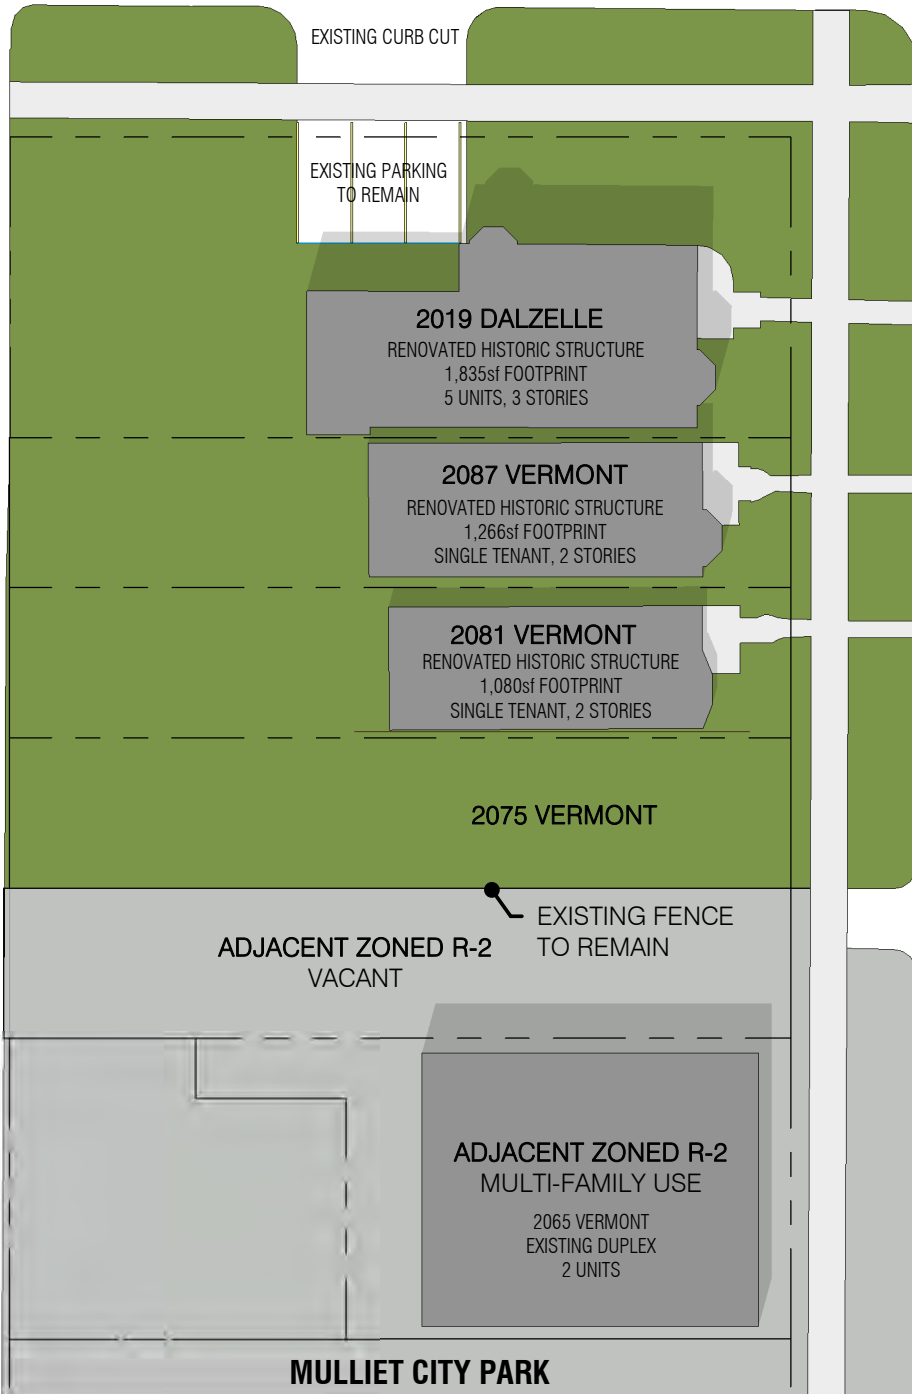 EXISTING CURB CUT
EXISTING PARKING
TO REMAIN
2019 DALZELLE
RENOVATED HISTORIC STRUCTURE
1,835sf FOOTPRINT
5 UNITS, 3 STORIES
2087 VERMONT
RENOVATED HISTORIC STRUCTURE
1,266sf FOOTPRINT
SINGLE TENANT, 2 STORIES
2081 VERMONT
RENOVATED HISTORIC STRUCTURE
1,080sf FOOTPRINT
SINGLE TENANT, 2 STORIES
2075 VERMONT
EXISTING FENCE
TO REMAIN
ADJACENT ZONED R-2
VACANT
ADJACENT ZONED R-2
MULTI-FAMILY USE
2065 VERMONT
EXISTING DUPLEX
2 UNITS
MULLIET CITY PARK